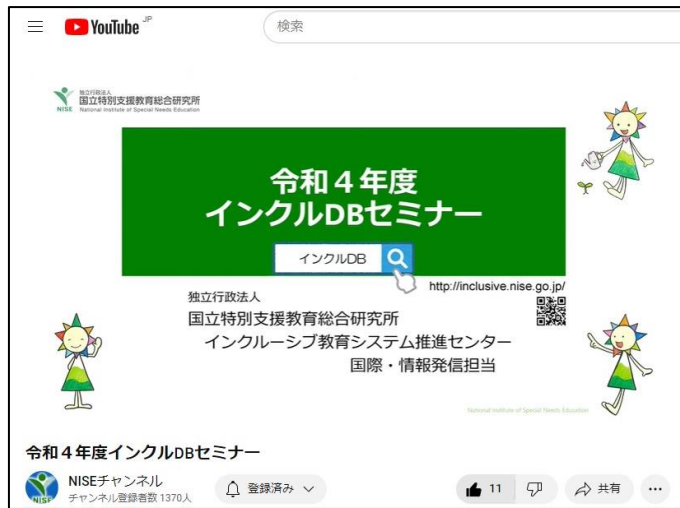 YouTube JP
検索
独立行政法人
国立特別支援教育総合研究所
NISE National Institute of Special Needs Education
令和4年度
インクルDBセミナー
インクルDB
http://inclusive.nise.go.jp/
独立行政法人
国立特別支援教育総合研究所
インクルーシブ教育システム推進センター
国際・情報発信担当
National Institute of Special Needs Education
令和4年度インクルDBセミナー
NISEチャンネル
チャンネル登録者数 1370人
登録済み
11
共有
NISE